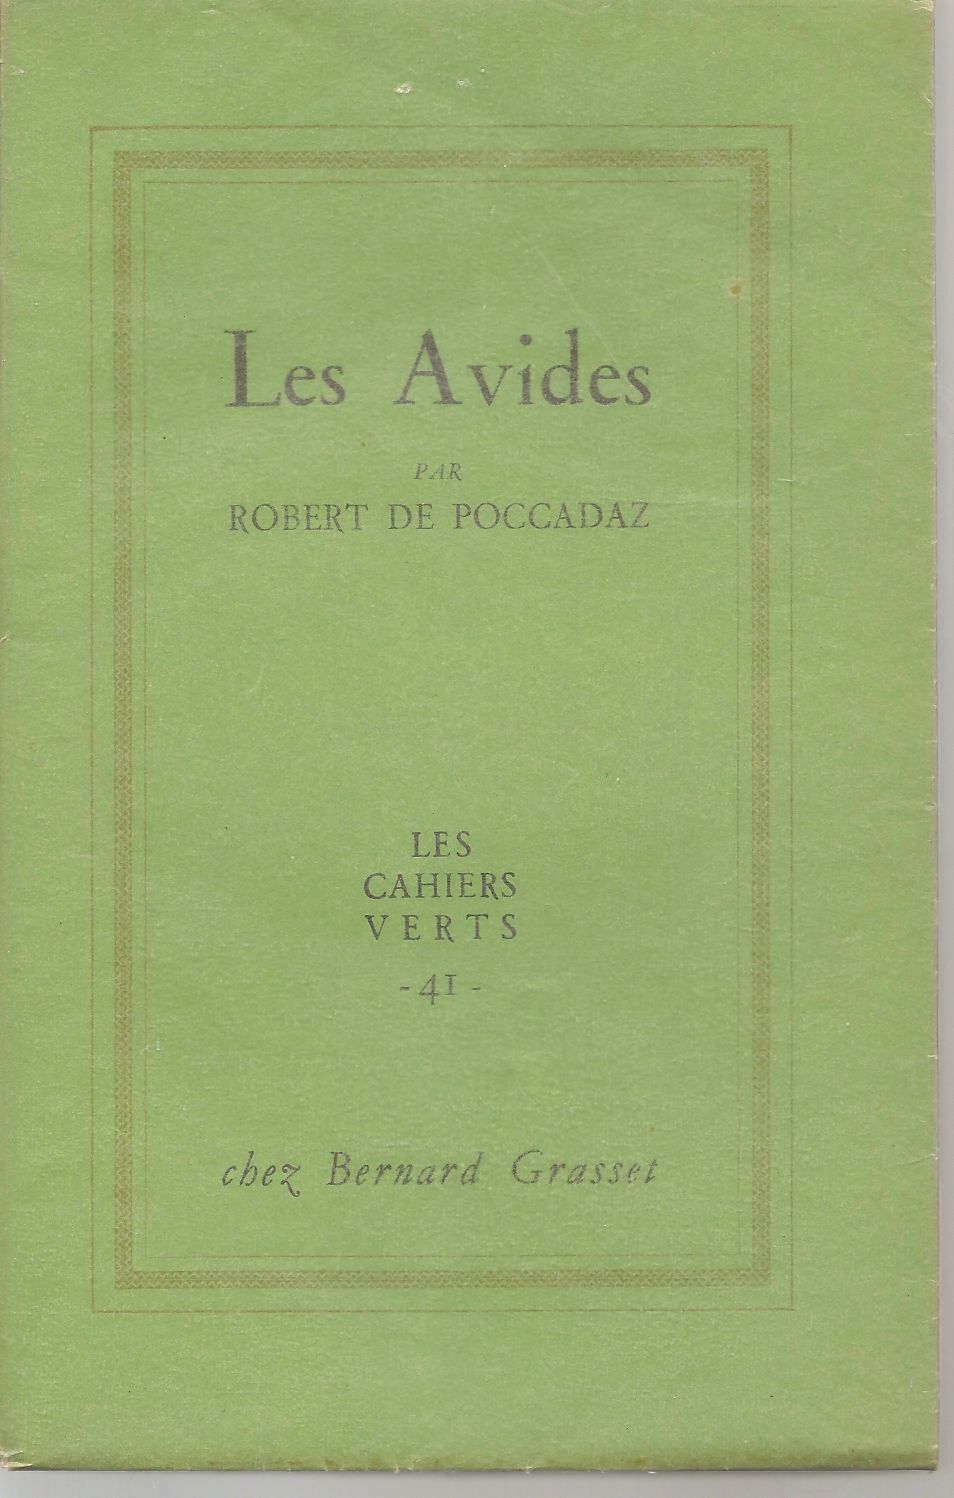 Les Avides
PAR
ROBERT DE POCCADAZ
LES
CAHIERS
VERTS
- 41 -
chez Bernard Grasset